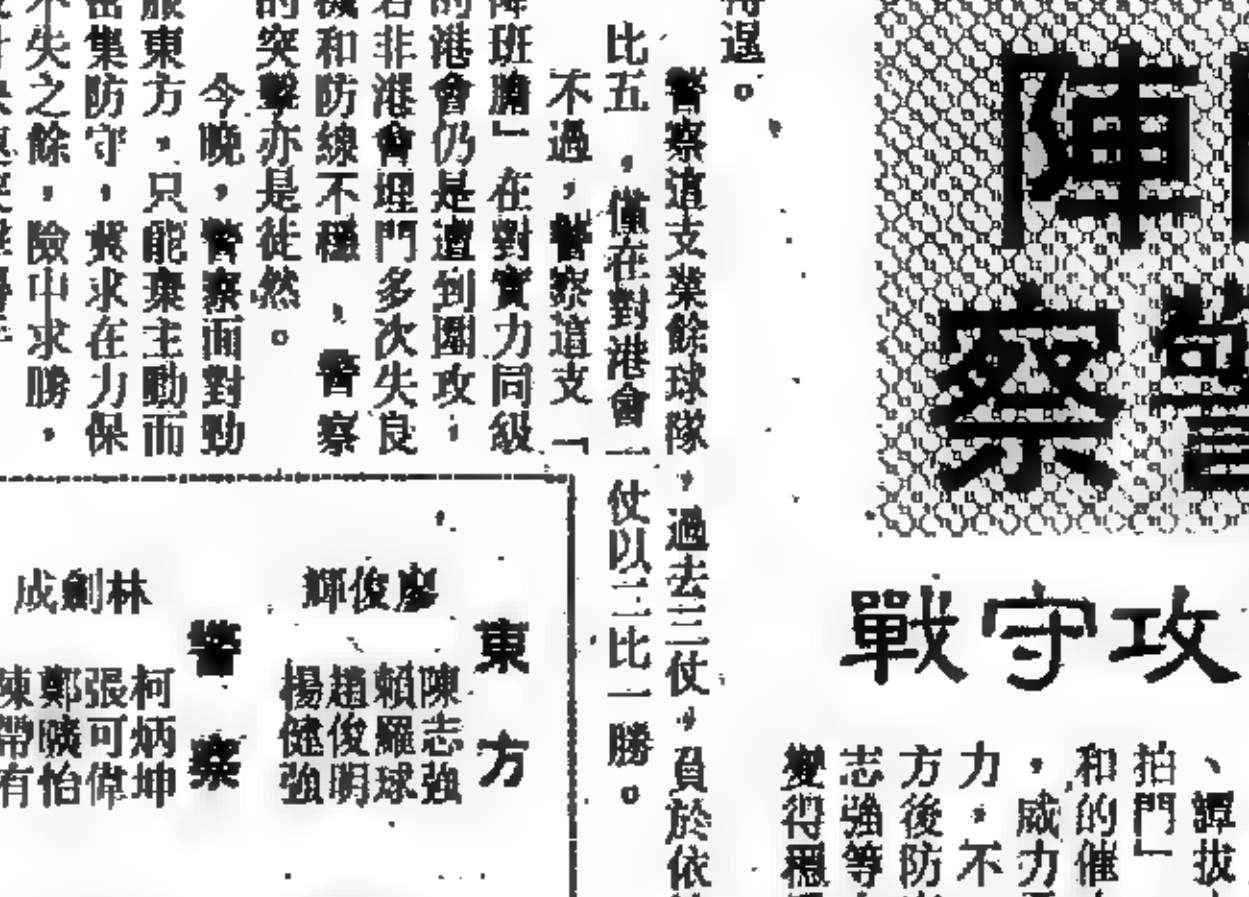 陣
警察
攻守戰
、譚拔
拍門」
和的催
，威力
力，不
方後防
志強等
變得穩
得逞。
警察這支業餘球隊，過去三仗，負於依
比五，僅在對港會一仗以二比一勝。
不過，警察這支「
降班膽」在對實力同級
的港會仍是遭到圍攻；
若非港會埋門多次失良
機和防線不穩，警察
的突擊亦是徒然。
今晚，警察面對勁
服東方，只能棄主動而
密集防守，冀求在力保
不失之餘，險中求勝，
東方
廖俊輝
陳志強
賴羅球
趙俊明
楊健強
警察
林創成
柯炳坤
張可偉
鄭曠怡
陳帶有